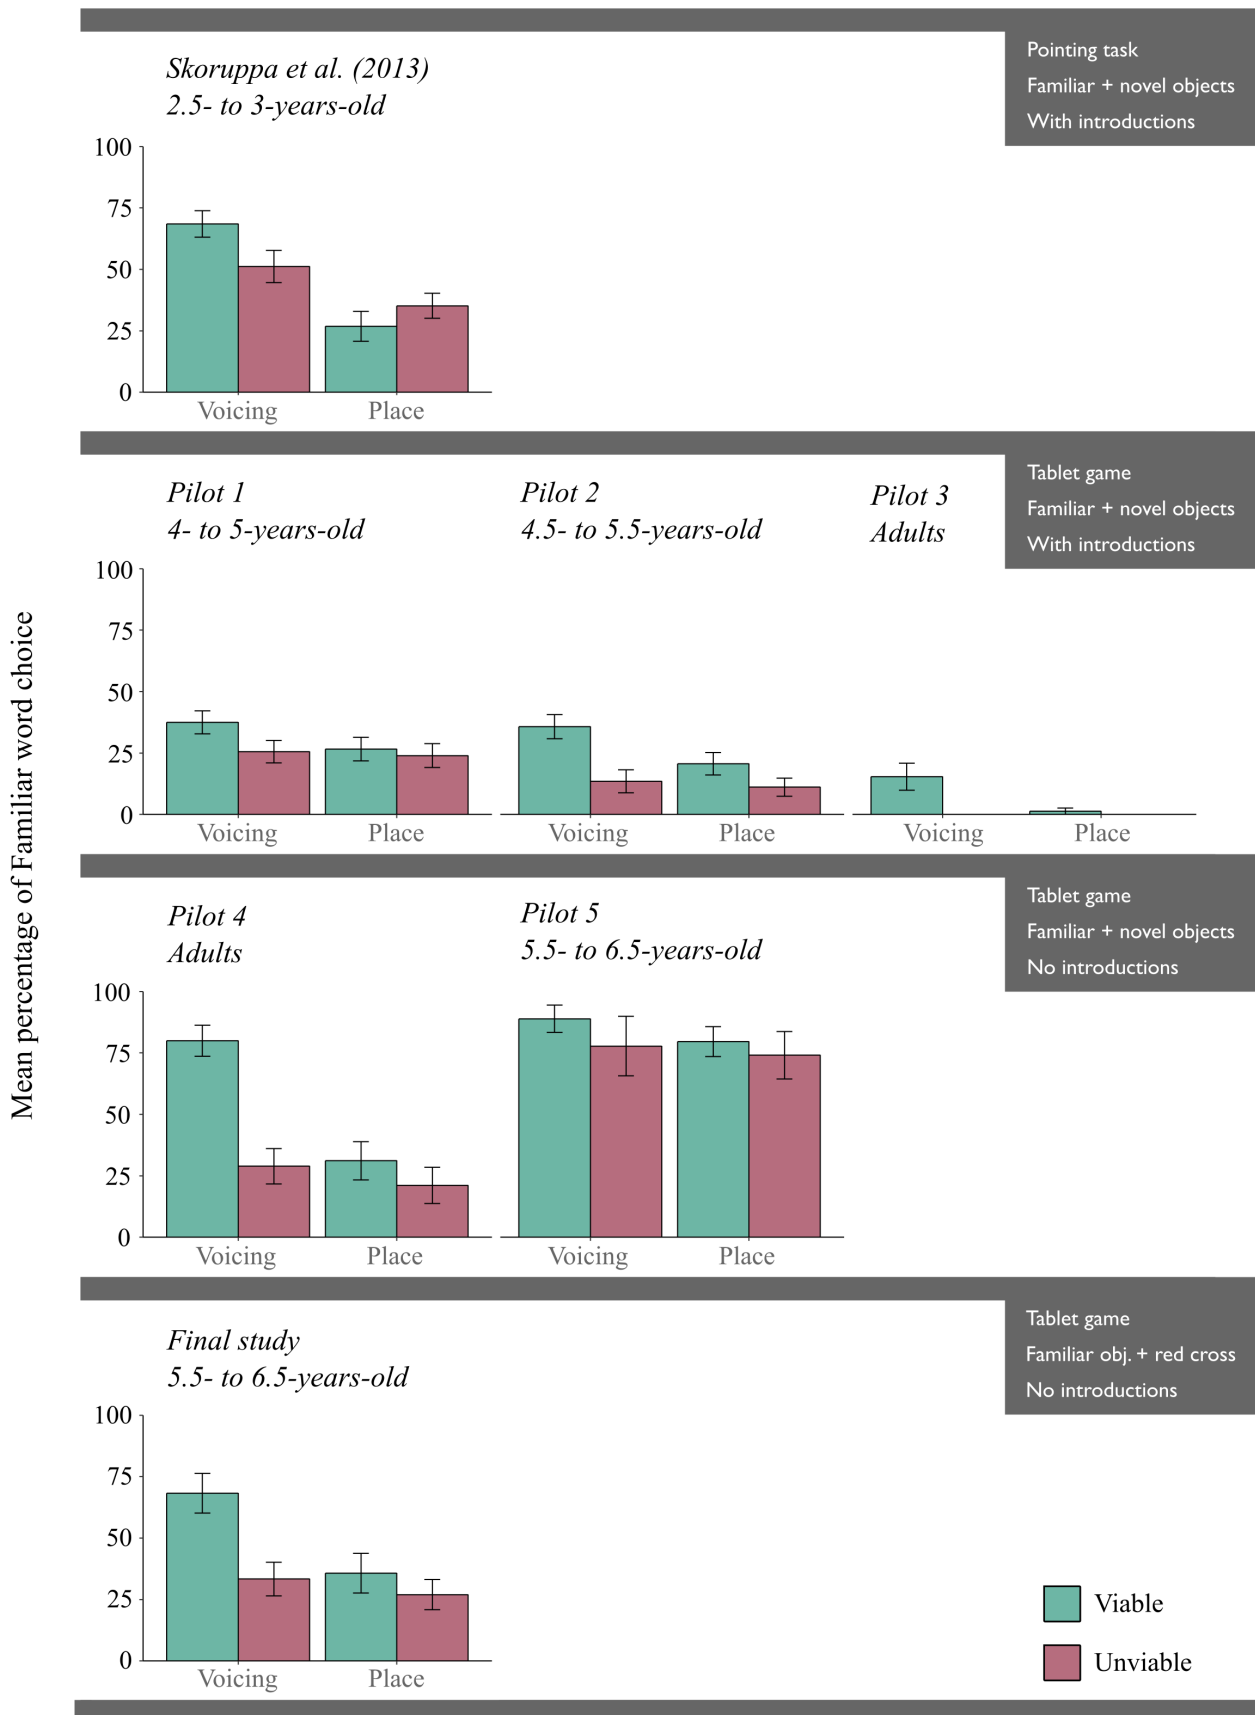 Mean percentage of Familiar word choice
Skoruppa et al. (2013)
2.5- to 3-years-old
Pointing task
Familiar + novel objects
With introductions
100
75
50
25
0
Voicing
Place
Pilot 1
4- to 5-years-old
Pilot 2
4.5- to 5.5-years-old
Pilot 3
Adults
Tablet game
Familiar + novel objects
With introductions
100
75
50
25
0
Voicing
Place
Voicing
Place
Voicing
Place
Pilot 4
Adults
Pilot 5
5.5- to 6.5-years-old
Tablet game
Familiar + novel objects
No introductions
100
75
50
25
0
Voicing
Place
Voicing
Place
Final study
5.5- to 6.5-years-old
Tablet game
Familiar obj. + red cross
No introductions
100
75
50
25
0
Voicing
Place
Viable
Unviable